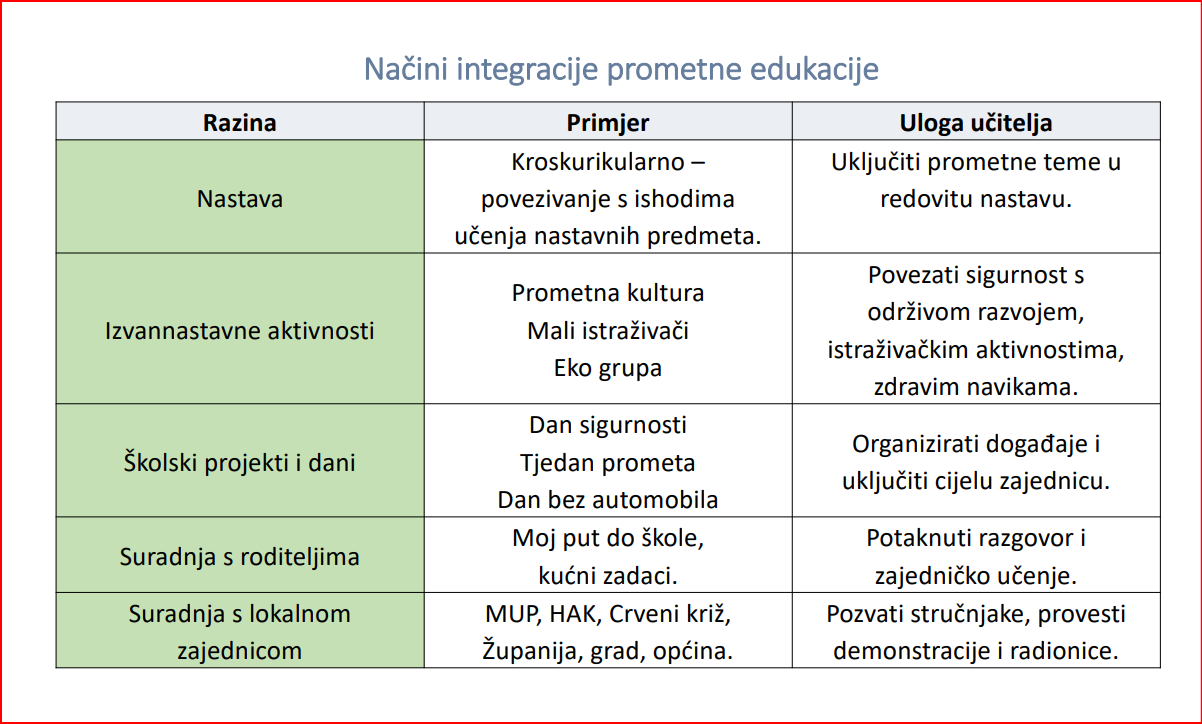 Načini integracije prometne edukacije
Razina
Primjer
Uloga učitelja
Nastava
Kroskurikularno –
povezivanje s ishodima
učenja nastavnih predmeta.
Uključiti prometne teme u
redovitu nastavu.
Izvannastavne aktivnosti
Prometna kultura
Mali istraživači
Eko grupa
Povezati sigurnost s
održivom razvojem,
istraživačkim aktivnostima,
zdravim navikama.
Školski projekti i dani
Dan sigurnosti
Tjedan prometa
Dan bez automobila
Organizirati događaje i
uključiti cijelu zajednicu.
Suradnja s roditeljima
Moj put do škole,
kućni zadaci.
Potaknuti razgovor i
zajedničko učenje.
Suradnja s lokalnom
zajednicom
MUP, HAK, Crveni križ,
Županija, grad, općina.
Pozvati stručnjake, provesti
demonstracije i radionice.